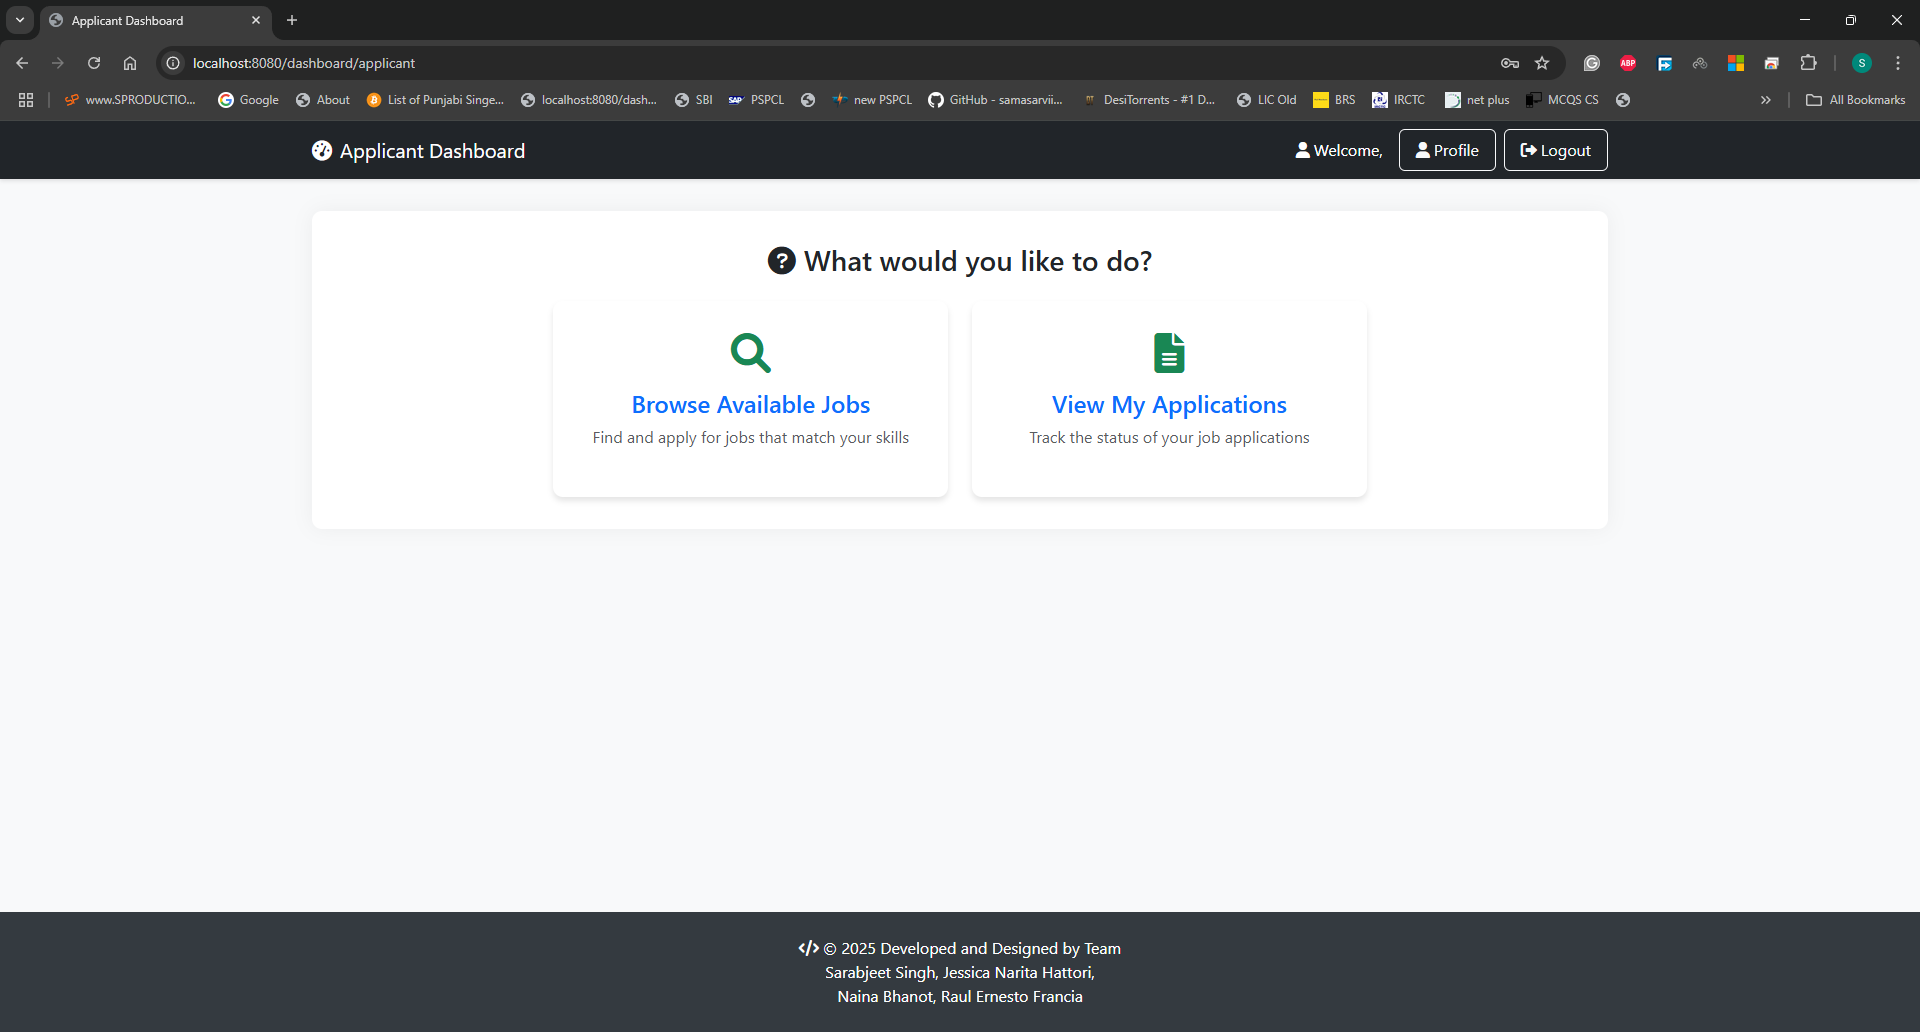 Applicant Dashboard
localhost:8080/dashboard/applicant
www.SPRODUCTIO...
Google
About
List of Punjabi Singe...
localhost:8080/dash...
SBI
PSPCL
new PSPCL
GitHub - samasarvii...
DesiTorrents - #1 D...
LIC Old
BRS
IRCTC
net plus
MCQS CS
All Bookmarks
ABP
S
SAP
Applicant Dashboard
Welcome,
Profile
Logout
What would you like to do?
Browse Available Jobs
Find and apply for jobs that match your skills
View My Applications
Track the status of your job applications
© 2025 Developed and Designed by Team
Sarabjeet Singh, Jessica Narita Hattori,
Naina Bhanot, Raul Ernesto Francia